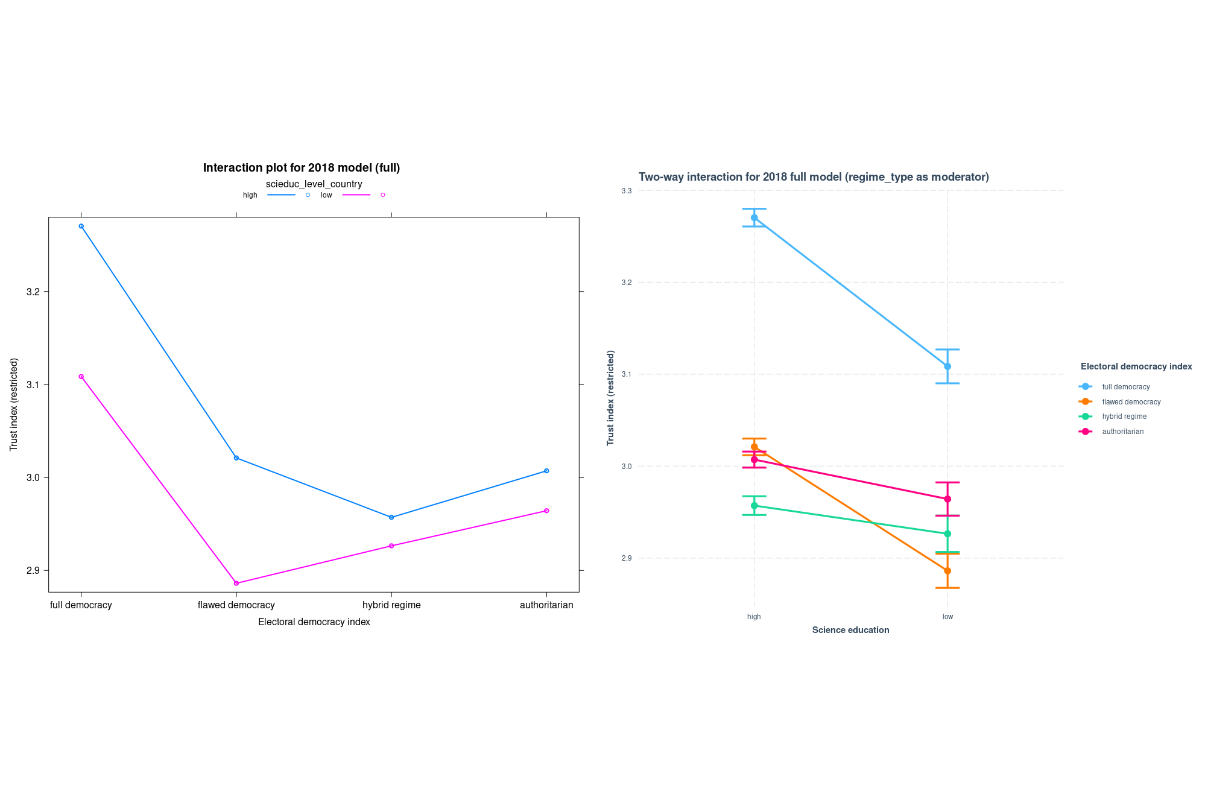 Interaction plot for 2018 model (full)
scieduc_level_country
high low
3.2
3.1
3.0
2.9
Trust index (restricted)
full democracy flawed democracy hybrid regime authoritarian
Electoral democracy index
Two-way interaction for 2018 full model (regime_type as moderator)
3.3
3.2
3.1
3.0
2.9
Trust index (restricted)
high low
Science education
Electoral democracy index
full democracy
flawed democracy
hybrid regime
authoritarian